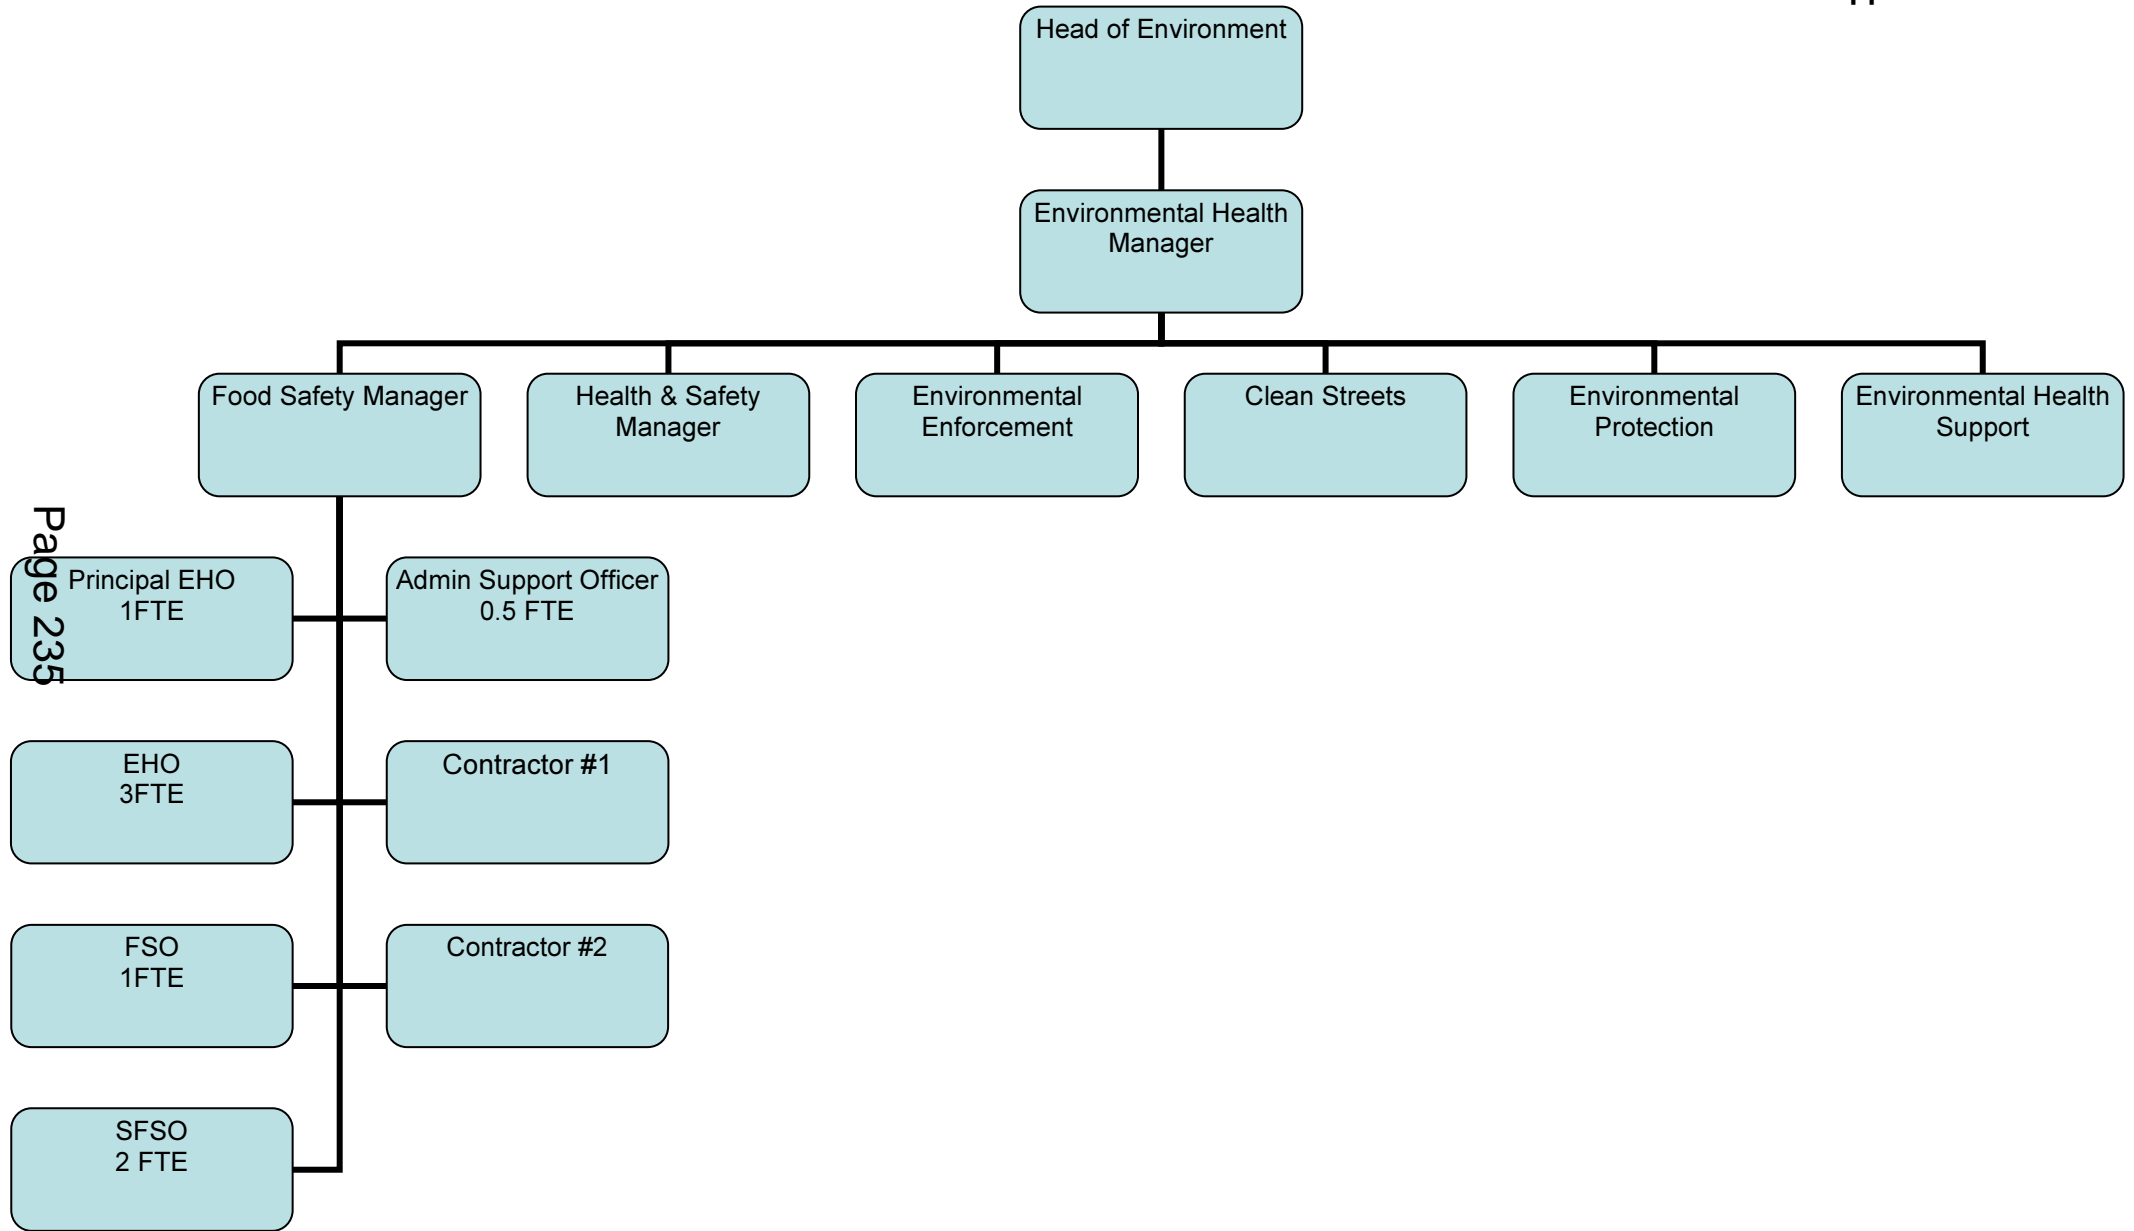 Head of Environment
Environmental Health
Manager
Food Safety Manager
Health & Safety
Manager
Environmental
Enforcement
Clean Streets
Environmental
Protection
Environmental Health
Support
Page 235
Principal EHO
1FTE
Admin Support Officer
0.5 FTE
EHO
3FTE
Contractor #1
FSO
1FTE
Contractor #2
SFSO
2 FTE